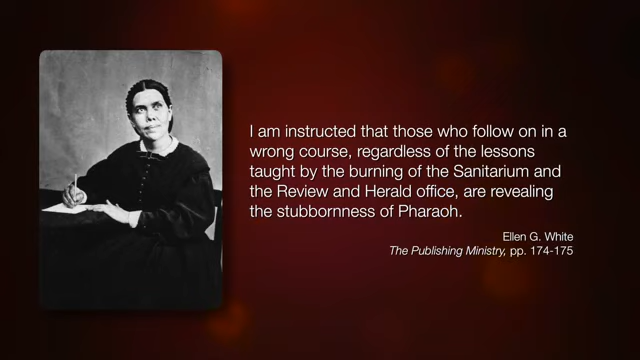 I am instructed that those who follow on in a
wrong course, regardless of the lessons
taught by the burning of the Sanitarium and
the Review and Herald office, are revealing
the stubbornness of Pharaoh.
Ellen G. White
The Publishing Ministry, pp. 174-175